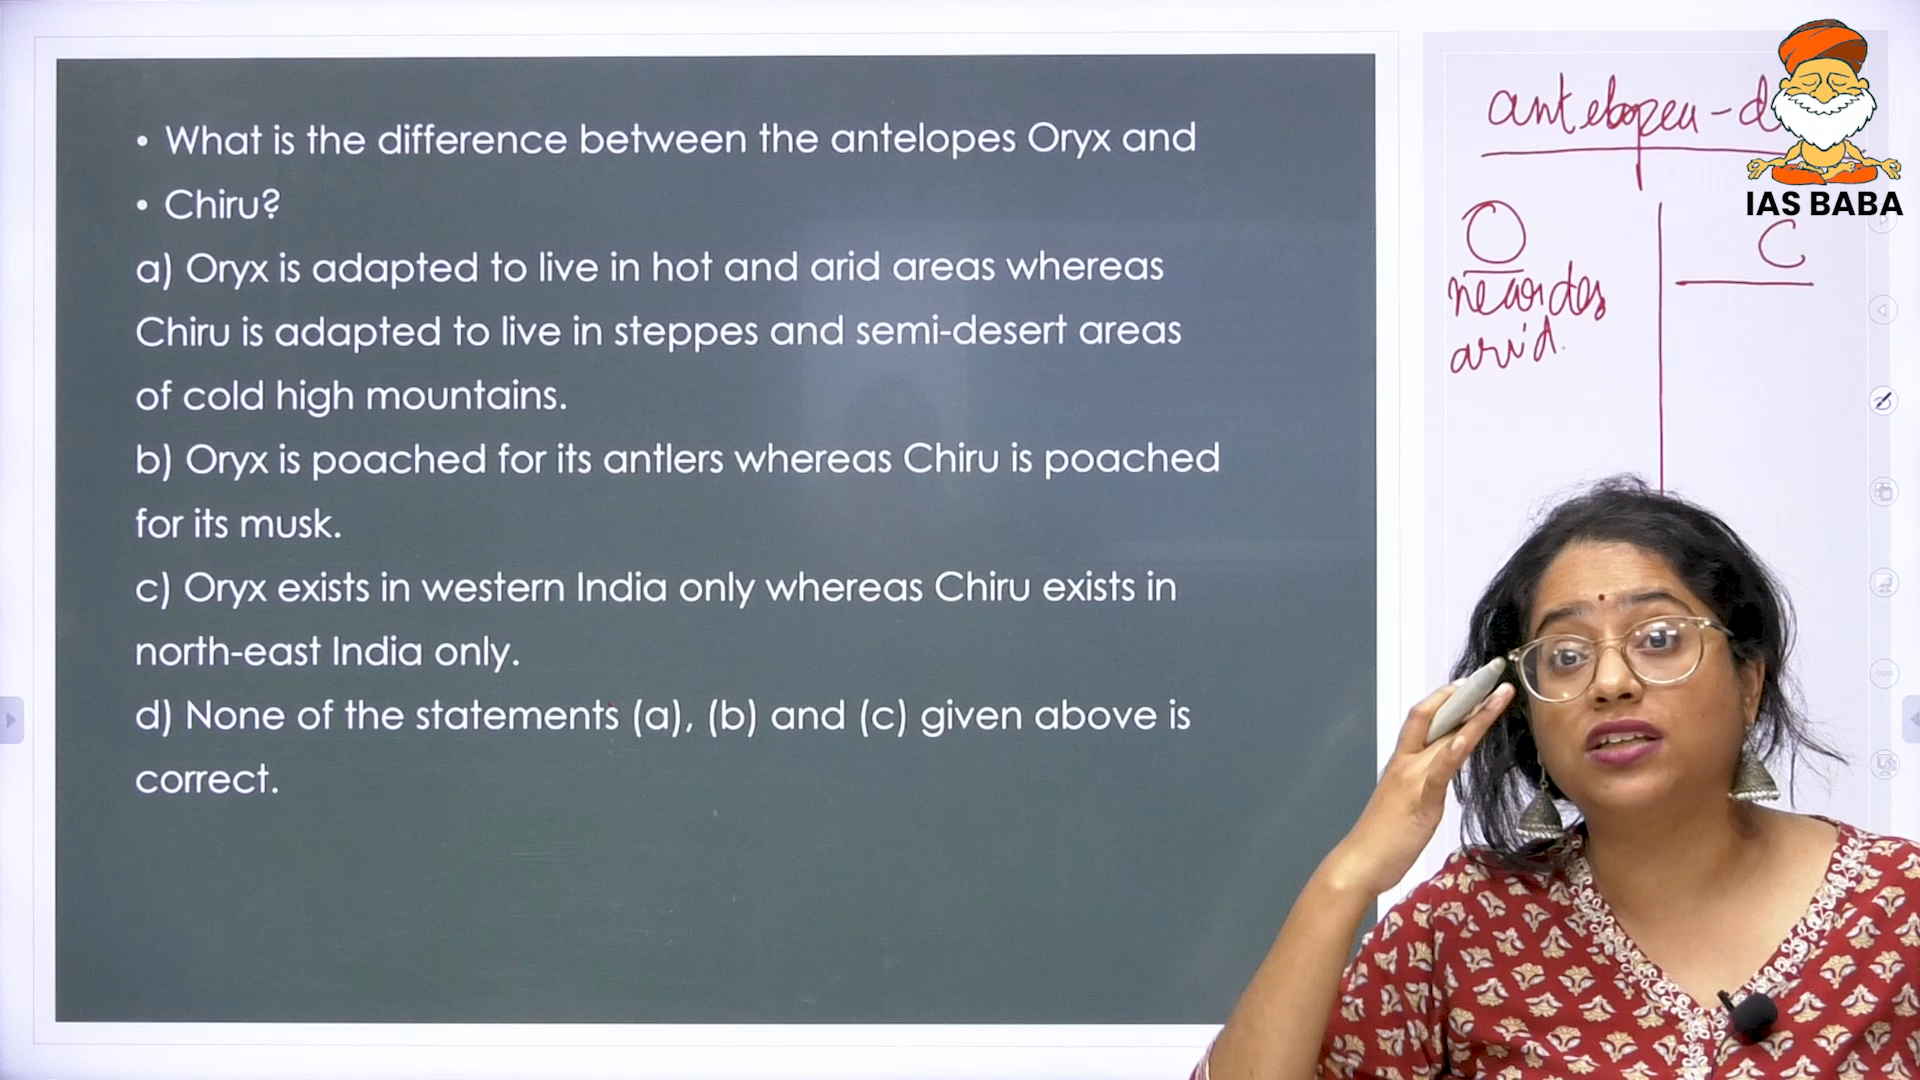 • What is the difference between the antelopes Oryx and
• Chiru?
a) Oryx is adapted to live in hot and arid areas whereas
Chiru is adapted to live in steppes and semi-desert areas
of cold high mountains.
b) Oryx is poached for its antlers whereas Chiru is poached
for its musk.
c) Oryx exists in western India only whereas Chiru exists in
north-east India only.
d) None of the statements (a), (b) and (c) given above is
correct.
IAS BABA
O
C
arid.